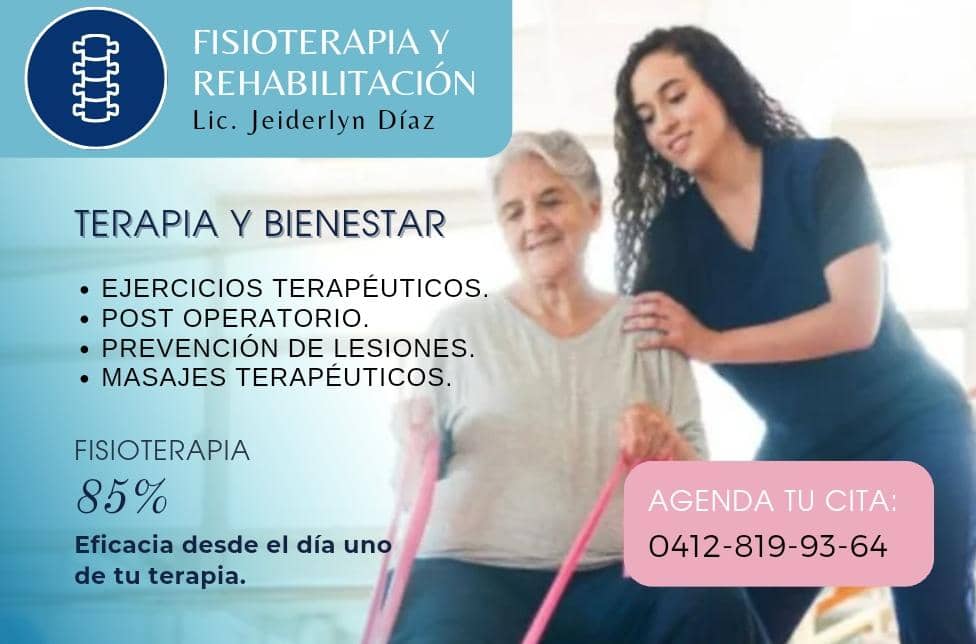 FISIOTERAPIA Y
REHABILITACIÓN
Lic. Jeiderlyn Díaz
TERAPIA Y BIENESTAR
• EJERCICIOS TERAPÉUTICOS.
• POST OPERATORIO.
• PREVENCIÓN DE LESIONES.
• MASAJES TERAPÉUTICOS.
FISIOTERAPIA
85%
Eficacia desde el día uno
de tu terapia.
AGENDA TU CITA:
0412-819-93-64